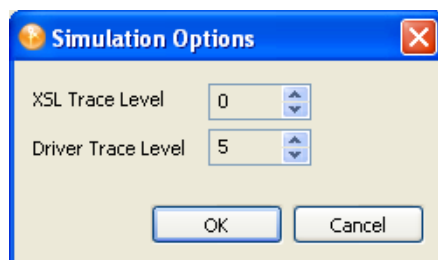 Simulation Options
XSL Trace Level 0
Driver Trace Level 5
OK Cancel